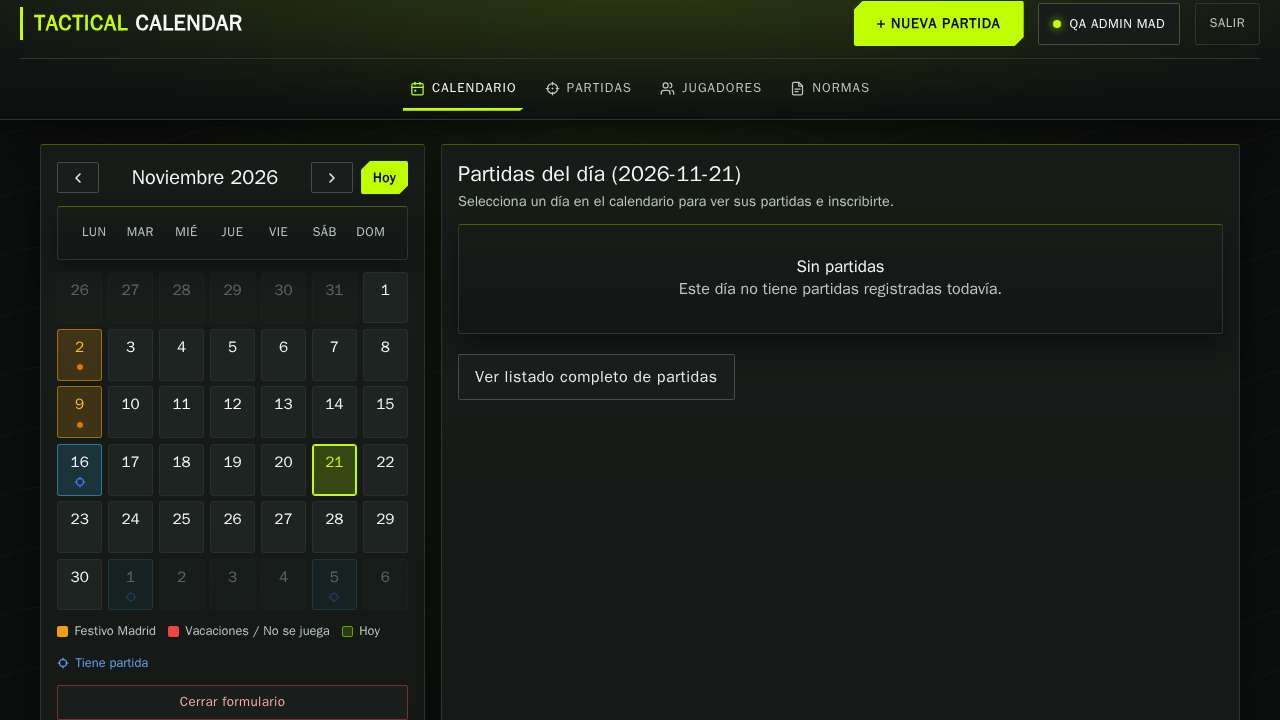 TACTICAL CALENDAR
+ NUEVA PARTIDA
QA ADMIN MAD
SALIR
CALENDARIO
PARTIDAS
JUGADORES
NORMAS
Noviembre 2026
Hoy
LUN MAR MIÉ JUE VIE SÁB DOM
26 27 28 29 30 31 1
2 3 4 5 6 7 8
9 10 11 12 13 14 15
16 17 18 19 20 21 22
23 24 25 26 27 28 29
30 1 2 3 4 5 6
Festivo Madrid
Vacaciones / No se juega
Hoy
Tiene partida
Cerrar formulario
Partidas del día (2026-11-21)
Selecciona un día en el calendario para ver sus partidas e inscribirte.
Sin partidas
Este día no tiene partidas registradas todavía.
Ver listado completo de partidas